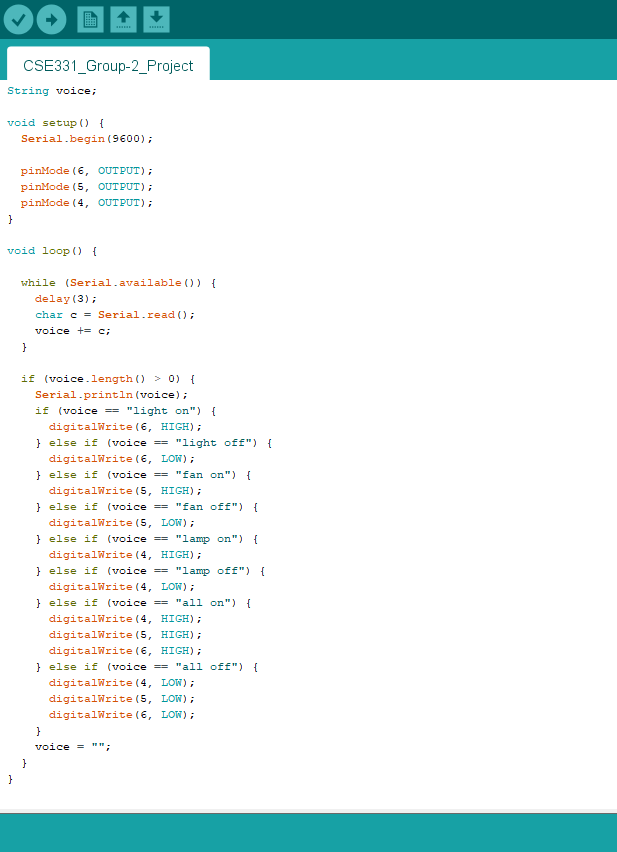 CSE331_Group-2_Project
String voice;

void setup() {
  Serial.begin(9600);

  pinMode(6, OUTPUT);
  pinMode(5, OUTPUT);
  pinMode(4, OUTPUT);
}

void loop() {

  while (Serial.available()) {
    delay(3);
    char c = Serial.read();
    voice += c;
  }

  if (voice.length() > 0) {
    Serial.println(voice);
    if (voice == "light on") {
      digitalWrite(6, HIGH);
    } else if (voice == "light off") {
      digitalWrite(6, LOW);
    } else if (voice == "fan on") {
      digitalWrite(5, HIGH);
    } else if (voice == "fan off") {
      digitalWrite(5, LOW);
    } else if (voice == "lamp on") {
      digitalWrite(4, HIGH);
    } else if (voice == "lamp off") {
      digitalWrite(4, LOW);
    } else if (voice == "all on") {
      digitalWrite(4, HIGH);
      digitalWrite(5, HIGH);
      digitalWrite(6, HIGH);
    } else if (voice == "all off") {
      digitalWrite(4, LOW);
      digitalWrite(5, LOW);
      digitalWrite(6, LOW);
    }
    voice = "";
  }
}